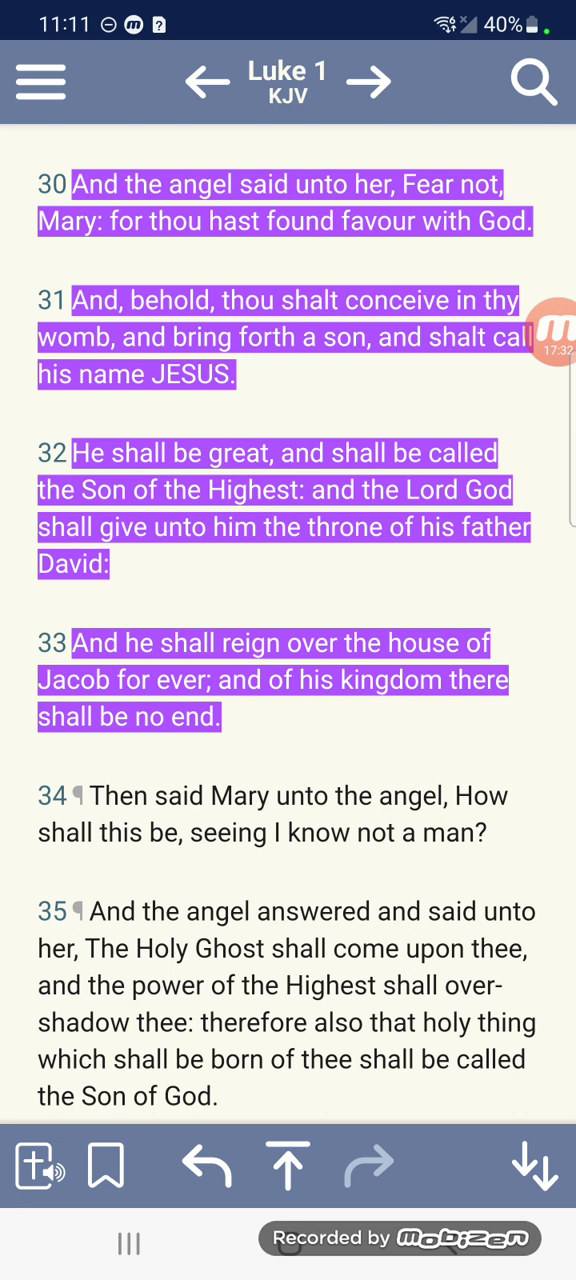 11:11 m ? 6 40%
Luke 1
KJV
30 And the angel said unto her, Fear not,
Mary: for thou hast found favour with God.
31 And, behold, thou shalt conceive in thy
womb, and bring forth a son, and shalt call
his name JESUS.
m
17:32
32 He shall be great, and shall be called
the Son of the Highest: and the Lord God
shall give unto him the throne of his father
David:
33 And he shall reign over the house of
Jacob for ever; and of his kingdom there
shall be no end.
34 ¶ Then said Mary unto the angel, How
shall this be, seeing I know not a man?
35 ¶ And the angel answered and said unto
her, The Holy Ghost shall come upon thee,
and the power of the Highest shall over-
shadow thee: therefore also that holy thing
which shall be born of thee shall be called
the Son of God.
Recorded by mobizen